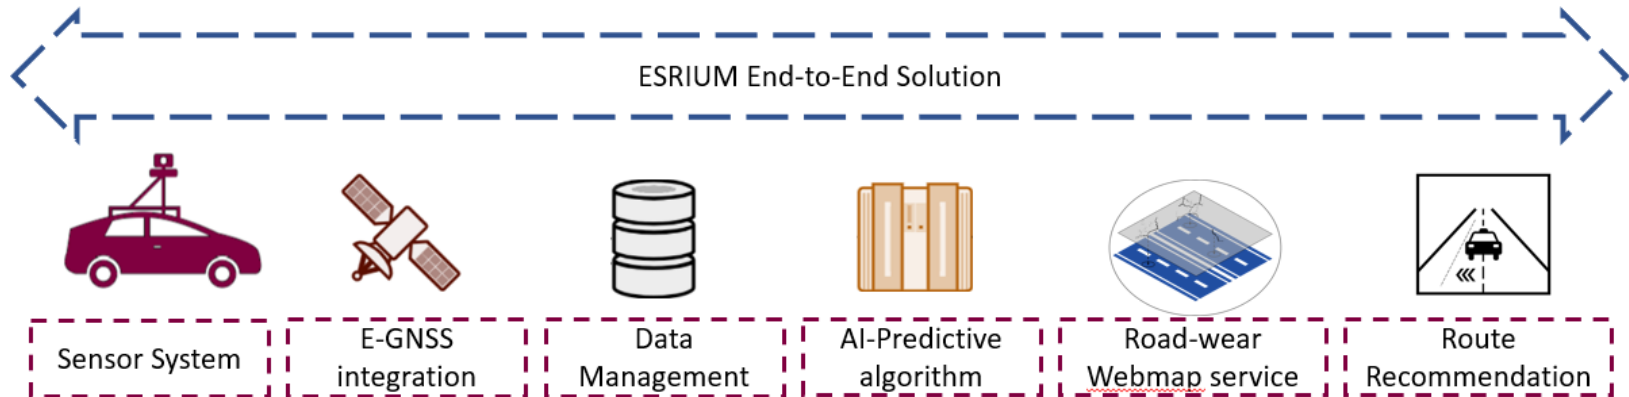 ESRIUM End-to-End Solution
Sensor System
E-GNSS
integration
Data
Management
AI-Predictive
algorithm
Road-wear
Webmap service
Route
Recommendation